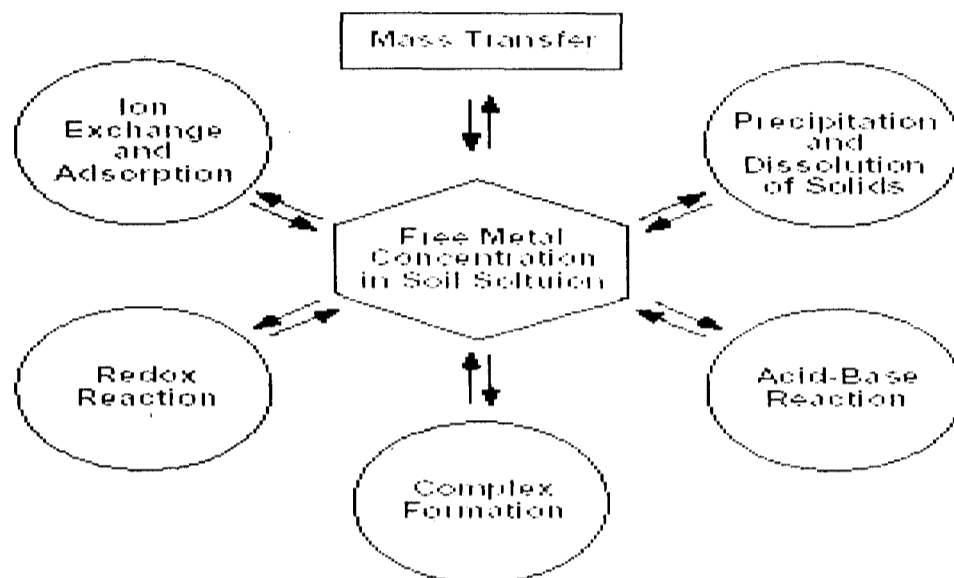 Mass Transfer
Ion
Exchange
and
Adsorption
Precipitation
and
Dissolution
of Solids
Free Metal
Concentration
in Soil Soltuion
Redox
Reaction
Acid-Base
Reaction
Complex
Formation